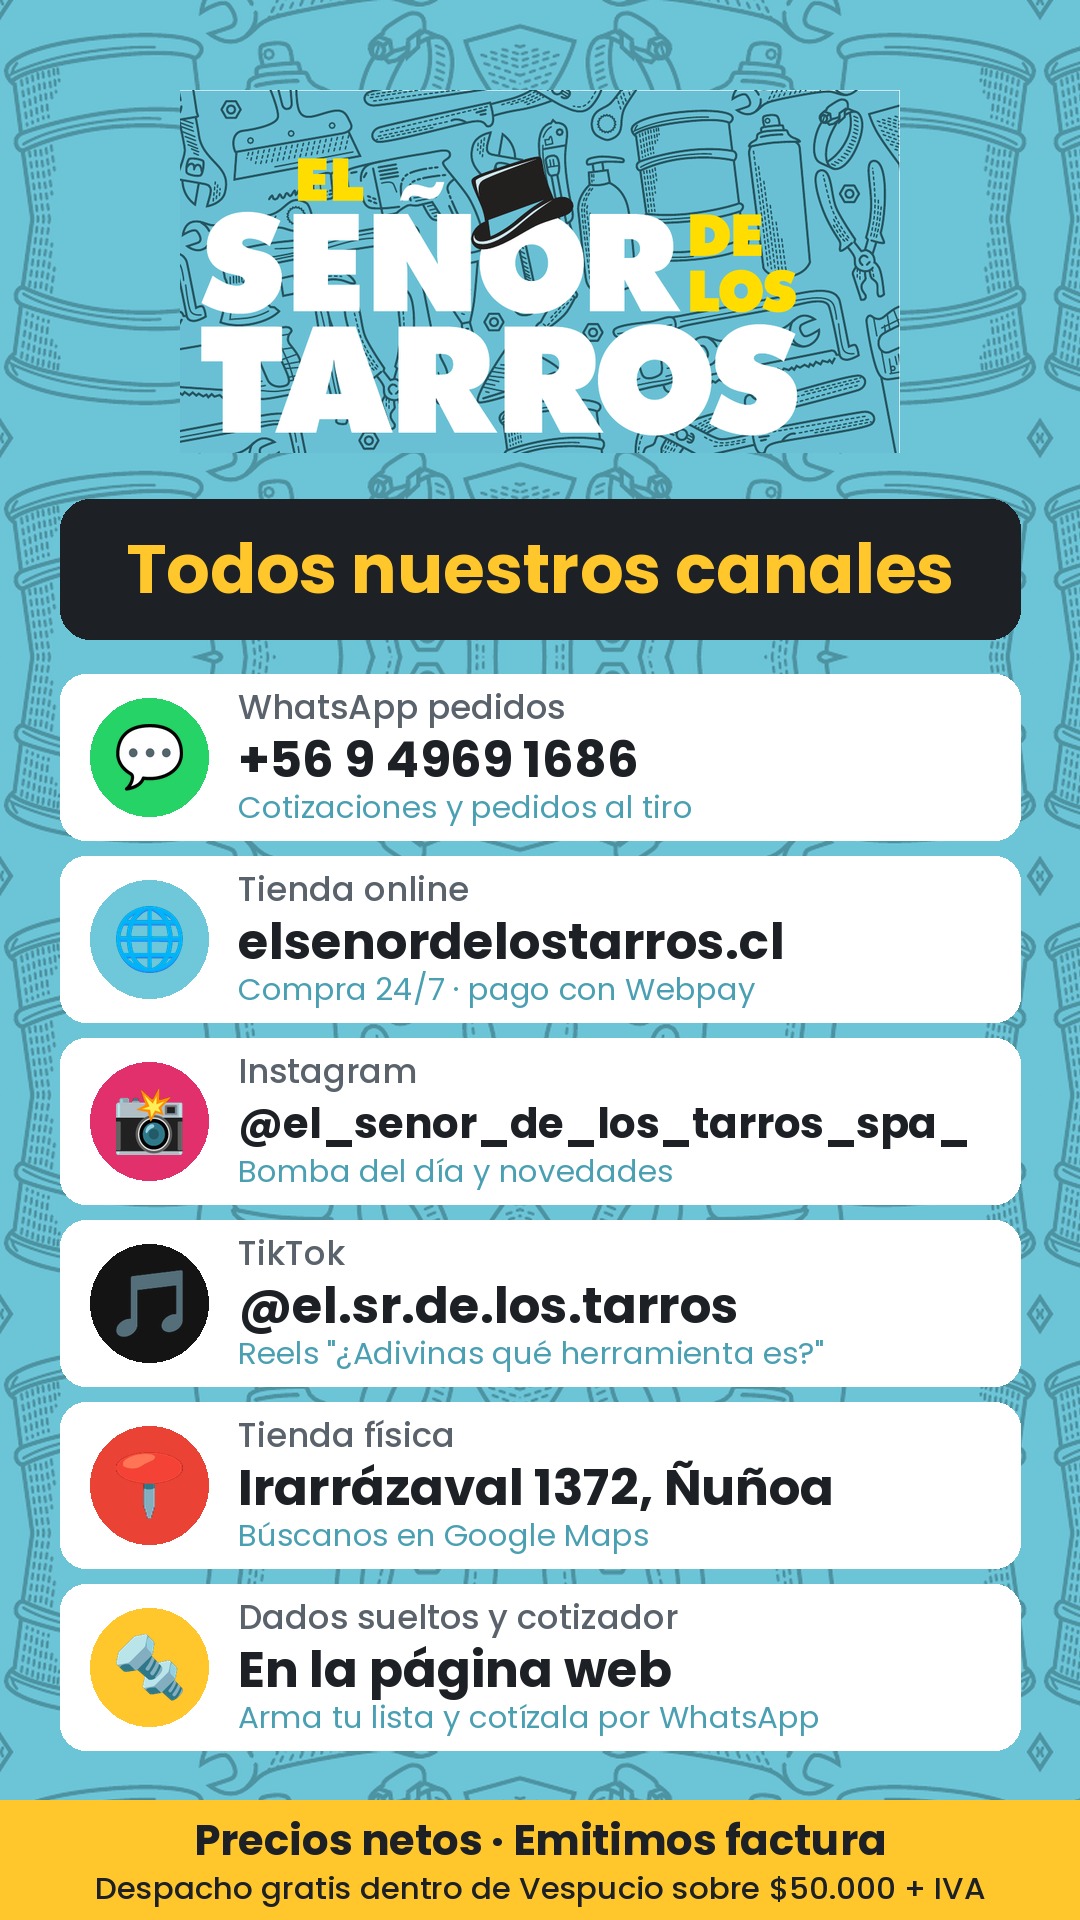 EL
SEÑOR DE LOS
TARROS
Todos nuestros canales
WhatsApp pedidos
+56 9 4969 1686
Cotizaciones y pedidos al tiro
Tienda online
elsenordelostarros.cl
Compra 24/7 · pago con Webpay
Instagram
@el_senor_de_los_tarros_spa_
Bomba del día y novedades
TikTok
@el.sr.de.los.tarros
Reels "¿Adivinas qué herramienta es?"
Tienda física
Irarrázaval 1372, Ñuñoa
Búscanos en Google Maps
Dados sueltos y cotizador
En la página web
Arma tu lista y cotízala por WhatsApp
Precios netos · Emitimos factura
Despacho gratis dentro de Vespucio sobre $50.000 + IVA